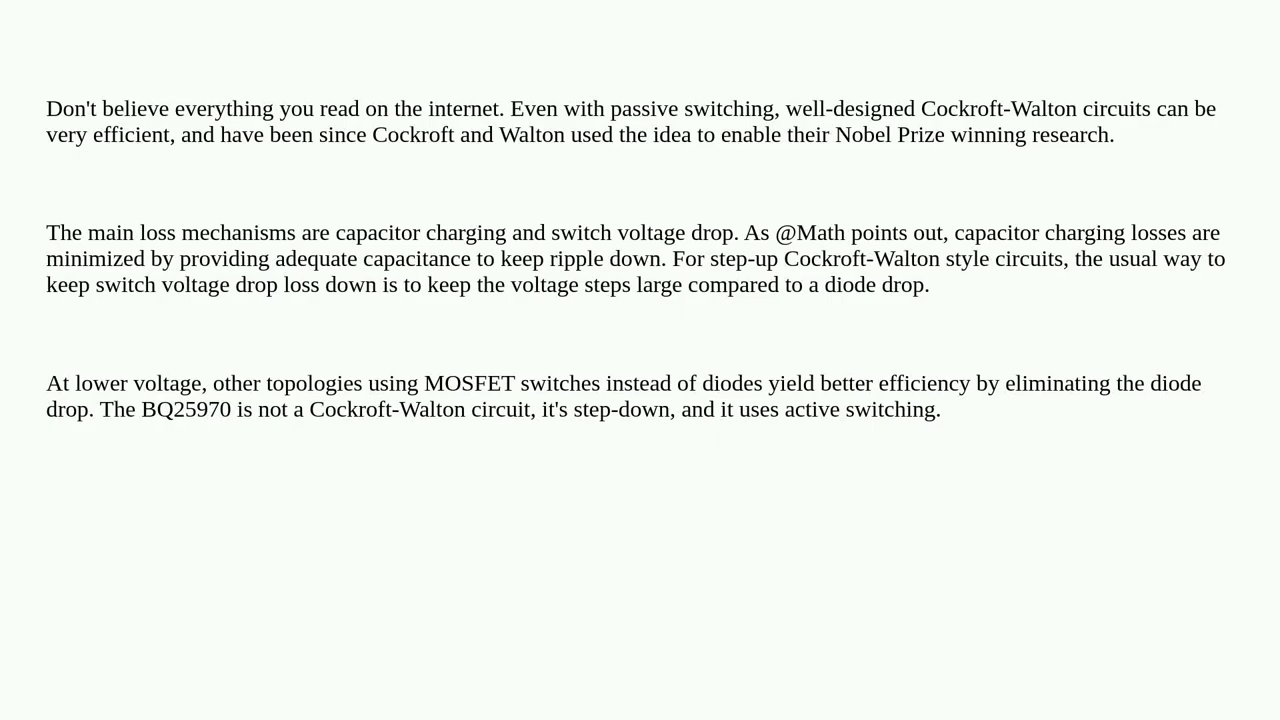 Don't believe everything you read on the internet. Even with passive switching, well-designed Cockroft-Walton circuits can be
very efficient, and have been since Cockroft and Walton used the idea to enable their Nobel Prize winning research.
The main loss mechanisms are capacitor charging and switch voltage drop. As @Math points out, capacitor charging losses are
minimized by providing adequate capacitance to keep ripple down. For step-up Cockroft-Walton style circuits, the usual way to
keep switch voltage drop loss down is to keep the voltage steps large compared to a diode drop.
At lower voltage, other topologies using MOSFET switches instead of diodes yield better efficiency by eliminating the diode
drop. The BQ25970 is not a Cockroft-Walton circuit, it's step-down, and it uses active switching.